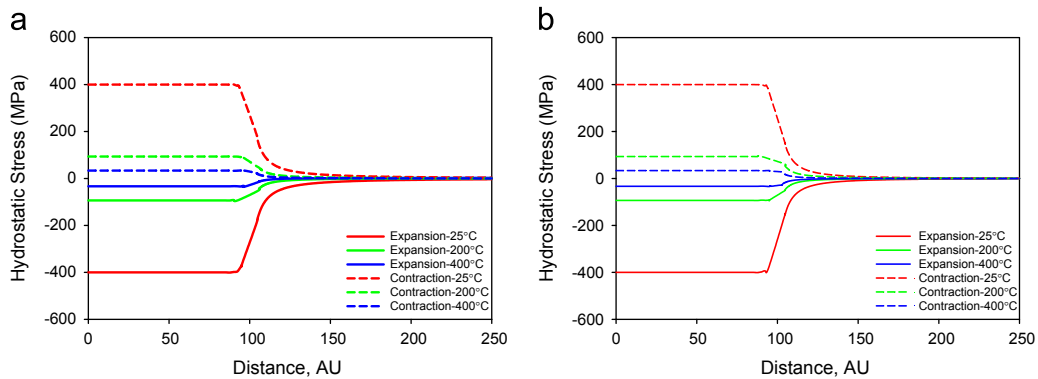 a
600
400
200
0
-200
-400
-600
Hydrostatic Stress (MPa)
0 50 100 150 200 250
Distance, AU
Expansion-25°C
Expansion-200°C
Expansion-400°C
Contraction-25°C
Contraction-200°C
Contraction-400°C
b
600
400
200
0
-200
-400
-600
Hydrostatic Stress (MPa)
0 50 100 150 200 250
Distance, AU
Expansion-25°C
Expansion-200°C
Expansion-400°C
Contraction-25°C
Contraction-200°C
Contraction-400°C